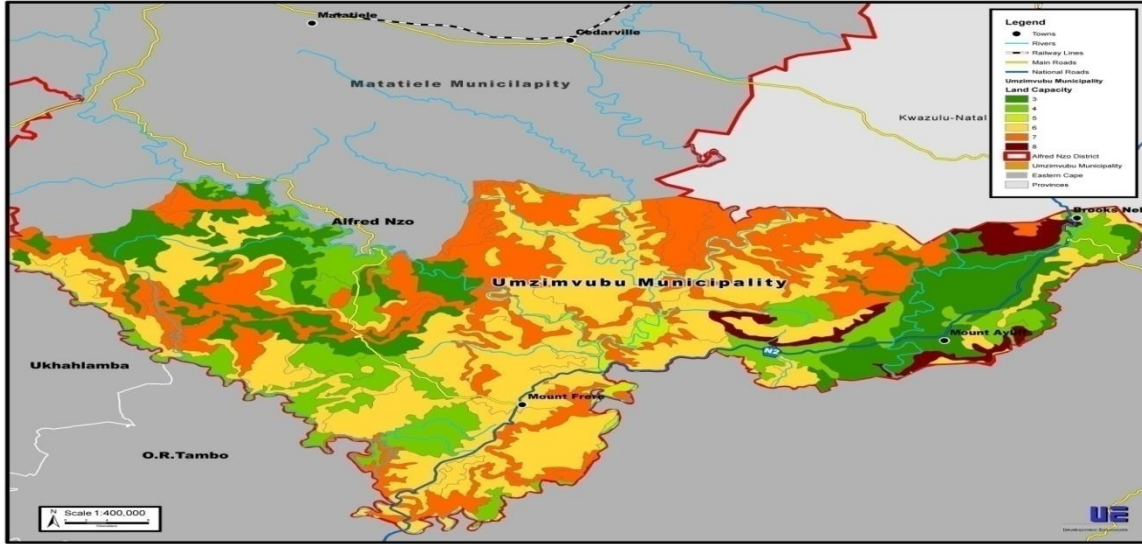 Matatiele
Cedarville
Matatiele Municilapity
Kwazulu-Natal
Alfred Nzo
Umzimvubu Municipality
Mount Frere
N2
Ukhahlamba
O.R.Tambo
Legend
Towns
Rivers
Railway Lines
Main Roads
National Roads
Umzimvubu Municipality
Land Capacity
3
4
5
6
7
8
Alfred Nzo District
Umzimvubu Municipality
Eastern Cape
Provinces
N
Scale 1:400,000